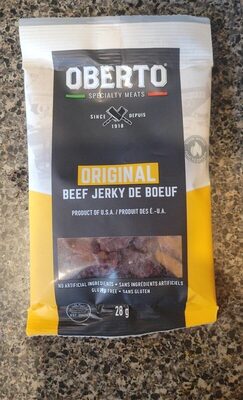 OBERTO
SPECIALTY MEATS
SINCE DEPUIS
1918
ORIGINAL
BEEF JERKY DE BOEUF
PRODUCT OF U.S.A. / PRODUIT DES É.-U.A.
NO ARTIFICIAL INGREDIENTS • SANS INGRÉDIENTS ARTIFICIELS
GLUTEN FREE • SANS GLUTEN
28 g